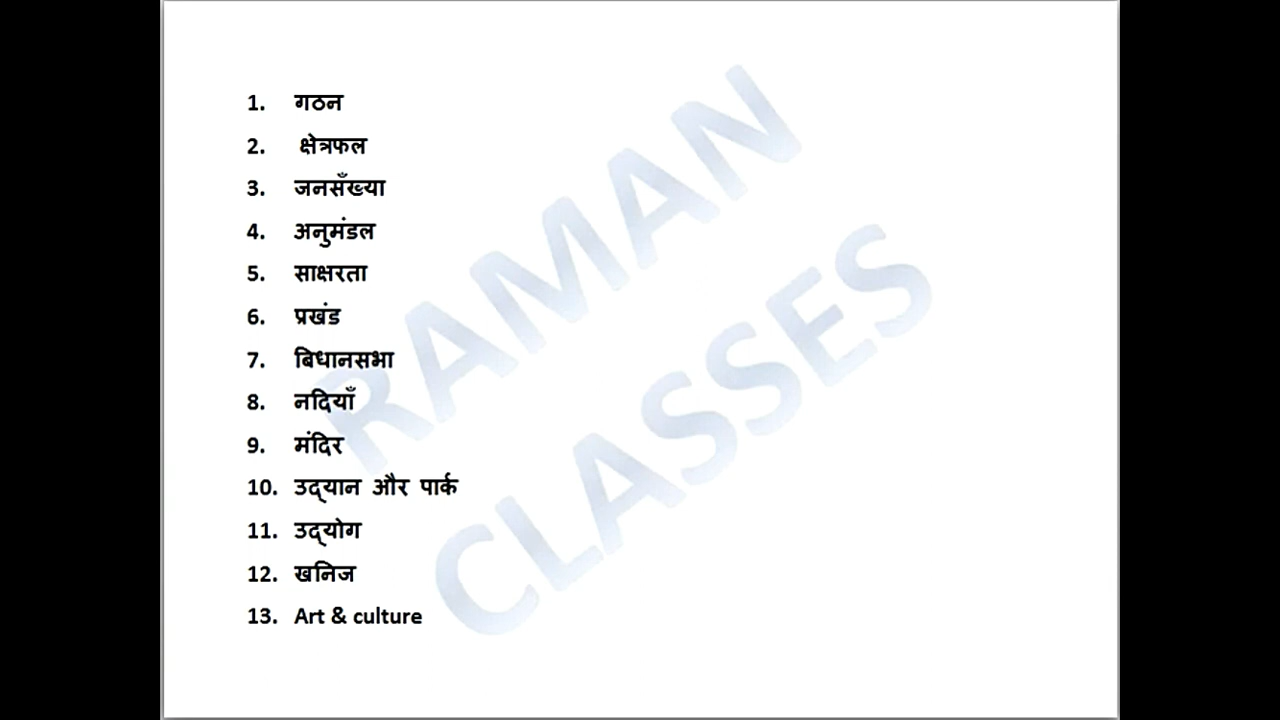 1. गठन
2. क्षेत्रफल
3. जनसँख्या
4. अनुमंडल
5. साक्षरता
6. प्रखंड
7. बिधानसभा
8. नदियाँ
9. मंदिर
10. उद्यान और पार्क
11. उद्योग
12. खनिज
13. Art & culture
RAMAN
CLASSES